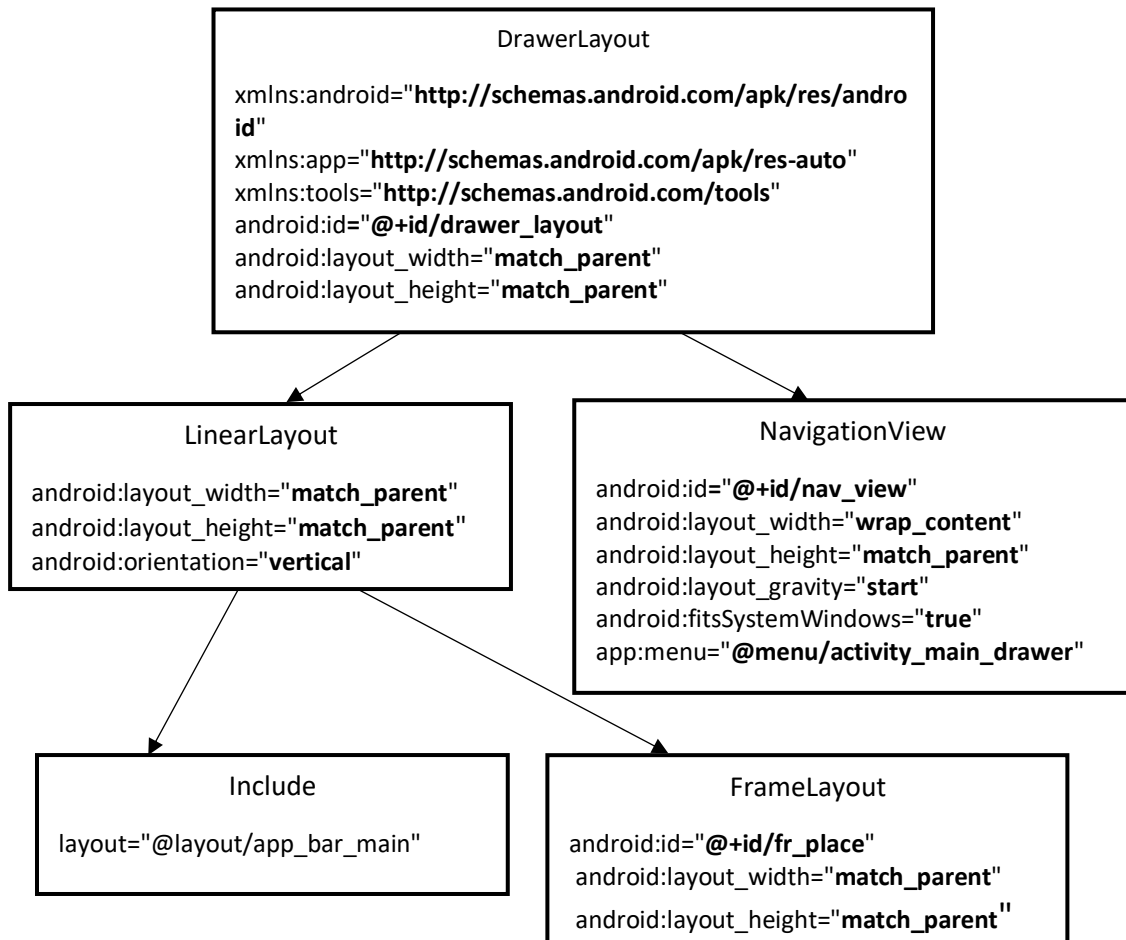 DrawerLayout
xmlns:android="http://schemas.android.com/apk/res/andro
id"
xmlns:app="http://schemas.android.com/apk/res-auto"
xmlns:tools="http://schemas.android.com/tools"
android:id="@+id/drawer_layout"
android:layout_width="match_parent"
android:layout_height="match_parent"
LinearLayout
android:layout_width="match_parent"
android:layout_height="match_parent"
android:orientation="vertical"
NavigationView
android:id="@+id/nav_view"
android:layout_width="wrap_content"
android:layout_height="match_parent"
android:layout_gravity="start"
android:fitsSystemWindows="true"
app:menu="@menu/activity_main_drawer"
Include
layout="@layout/app_bar_main"
FrameLayout
android:id="@+id/fr_place"
android:layout_width="match_parent"
android:layout_height="match_parent"